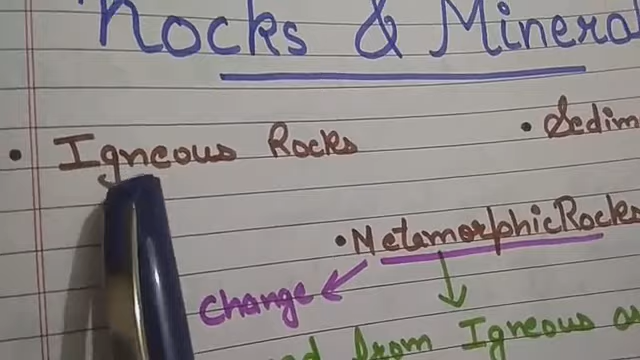 Rocks & Minera
• Igneous Rocks
• Sedim
• Metamorphic Rocks
Change
from Igneous